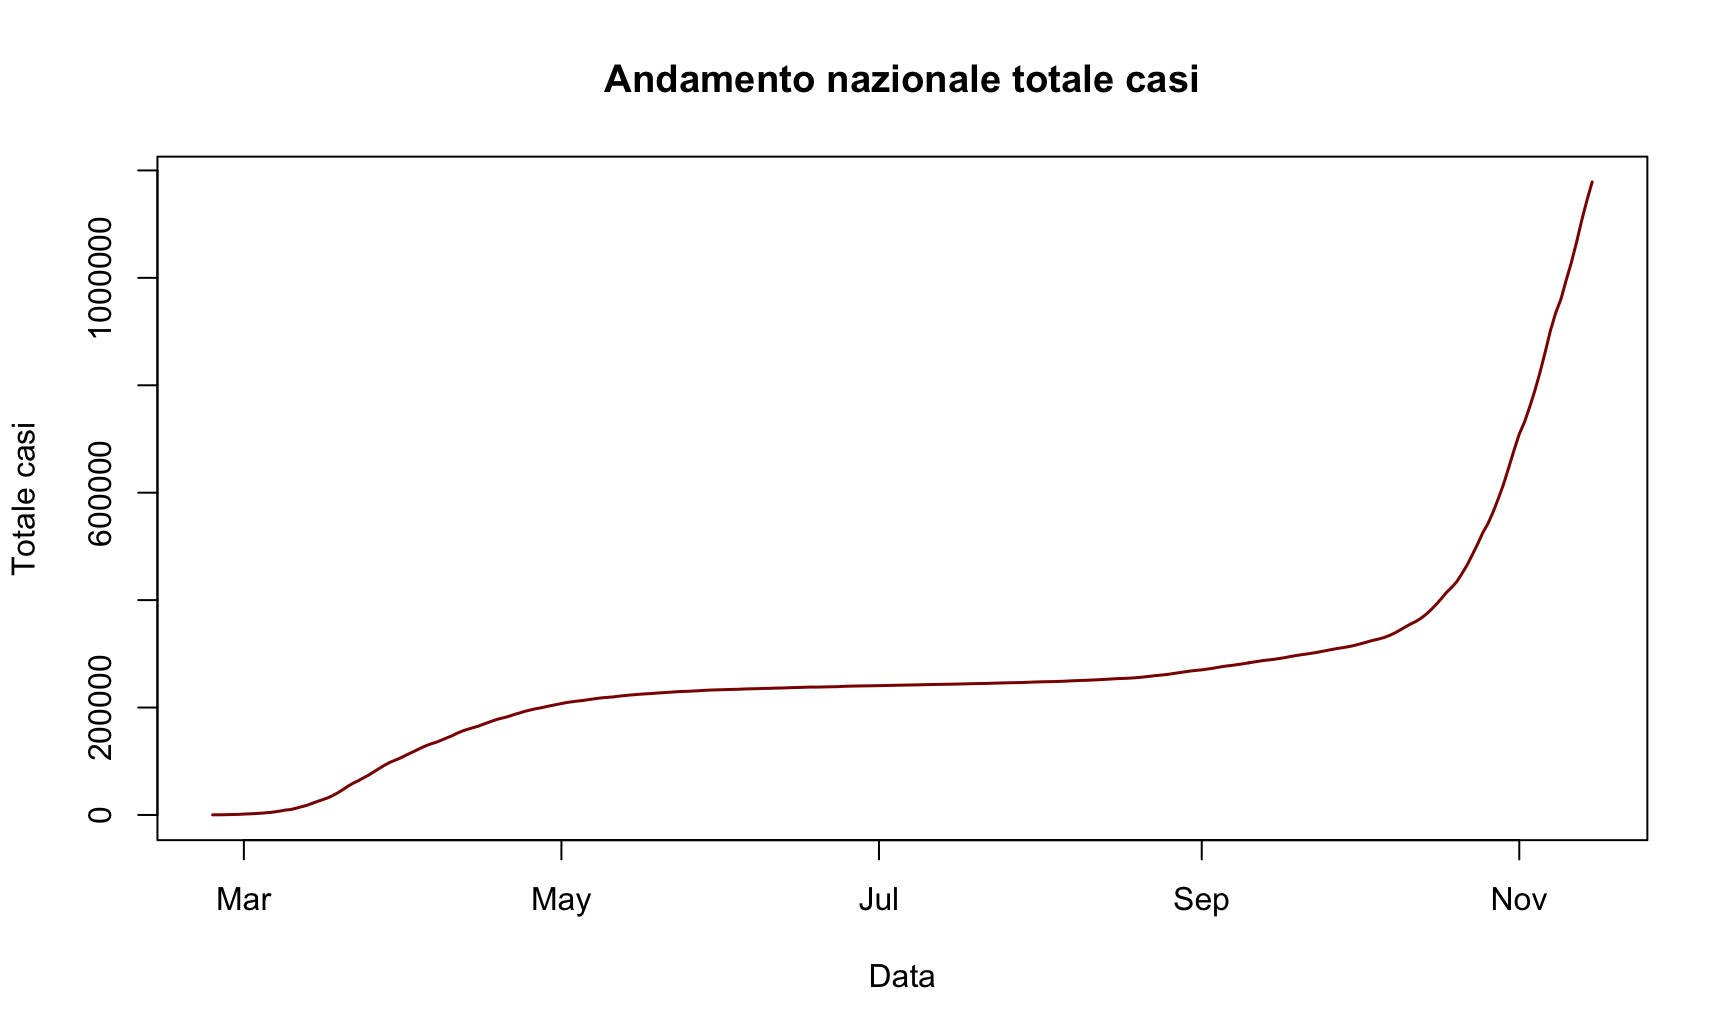 Andamento nazionale totale casi
Totale casi
1000000
600000
200000
0
Mar May Jul Sep Nov
Data